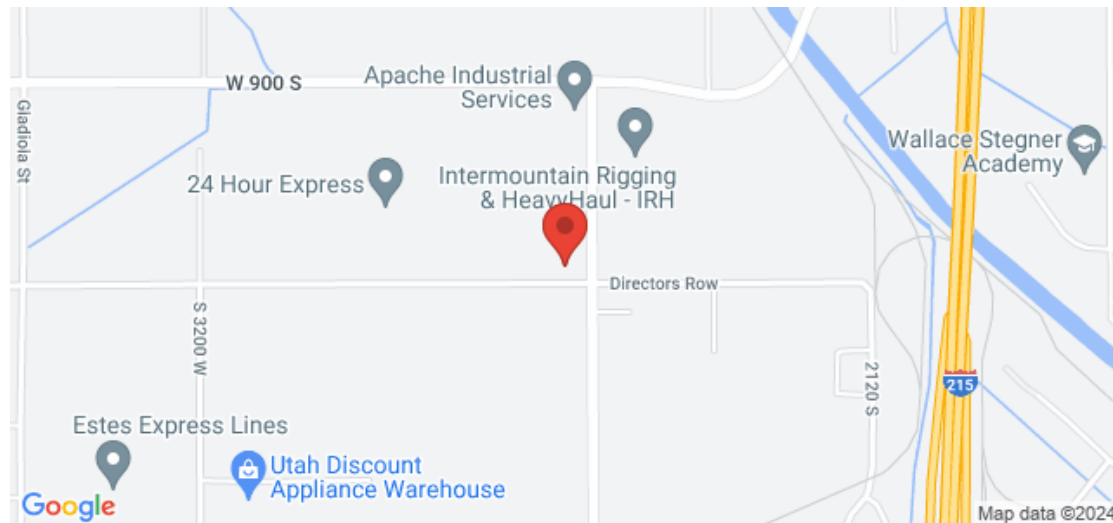 W 900 S
Apache Industrial
Services
Gladiola St
Wallace Stegner
Academy
24 Hour Express
Intermountain Rigging
& HeavyHaul - IRH
Directors Row
S 3200 W
2120 S
215
Estes Express Lines
Utah Discount
Appliance Warehouse
Google
Map data ©2024